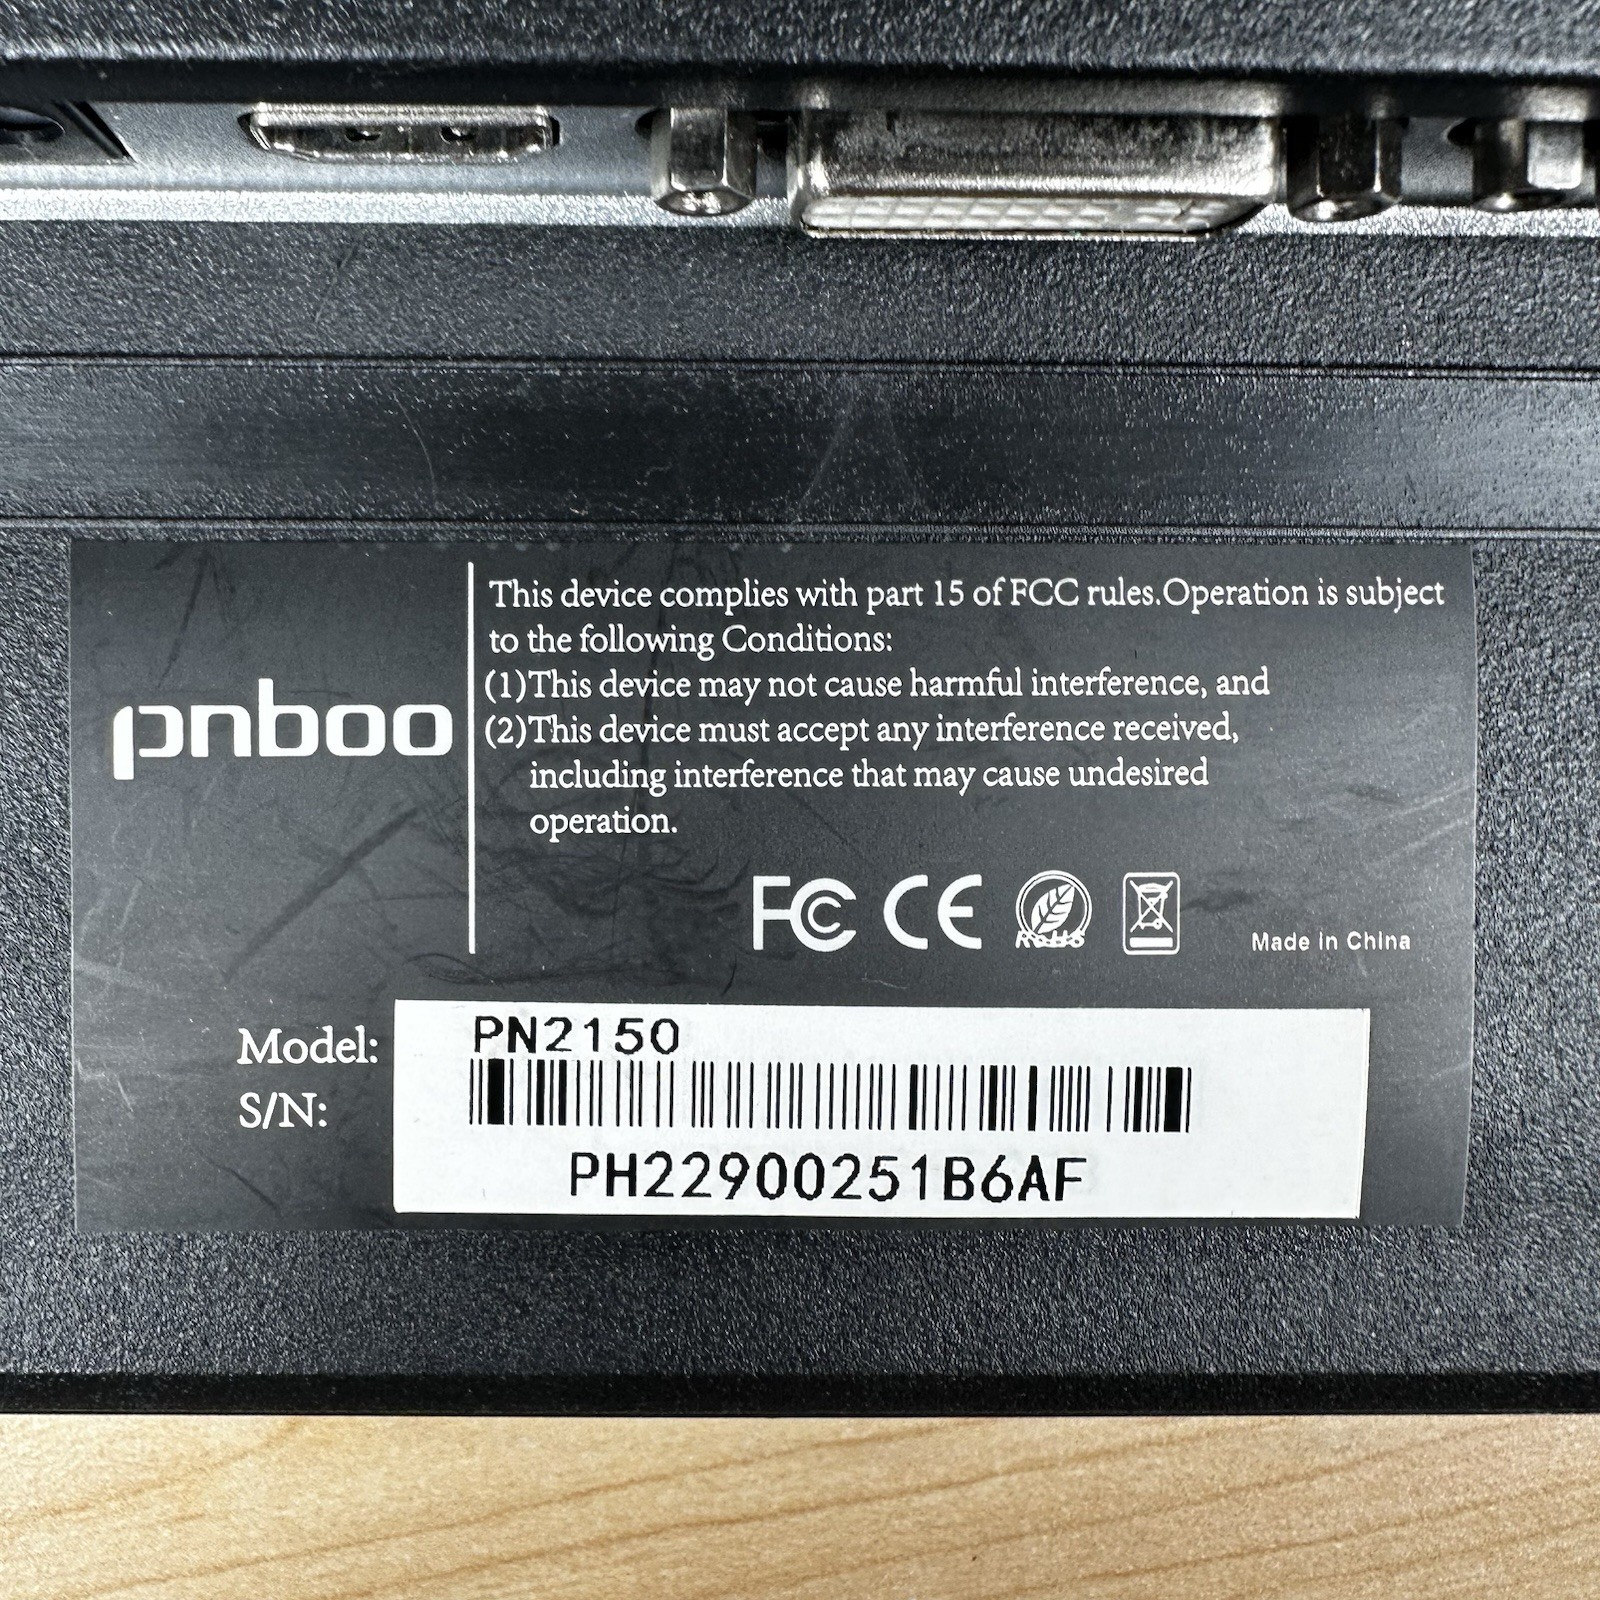 pnboo
This device complies with part 15 of FCC rules.Operation is subject
to the following Conditions:
(1)This device may not cause harmful interference, and
(2)This device must accept any interference received,
including interference that may cause undesired
operation.
FC CE RoHS
Made in China
Model: PN2150
S/N:
PH22900251B6AF